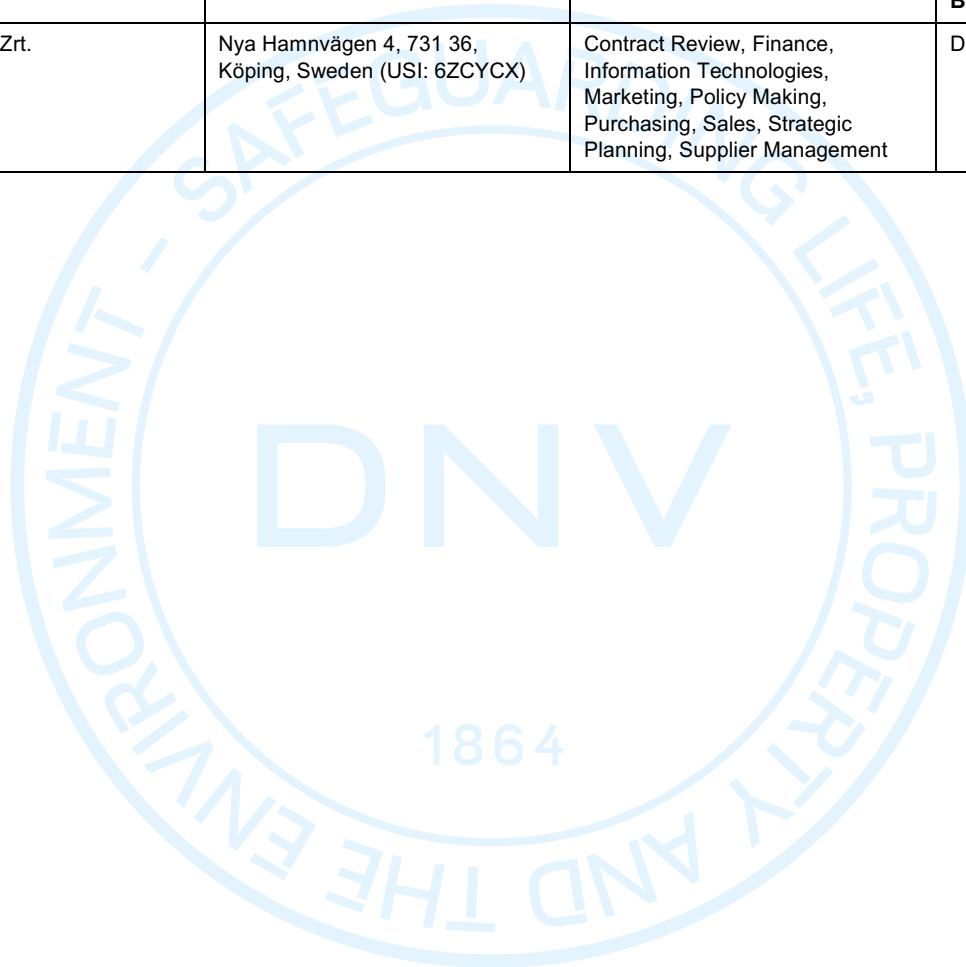 B
Zrt.
Nya Hamnvägen 4, 731 36,
Köping, Sweden (USI: 6ZCYCX)
Contract Review, Finance,
Information Technologies,
Marketing, Policy Making,
Purchasing, Sales, Strategic
Planning, Supplier Management
D
SAFEGUARDING LIFE, PROPERTY AND THE ENVIRONMENT -
DNV
1864